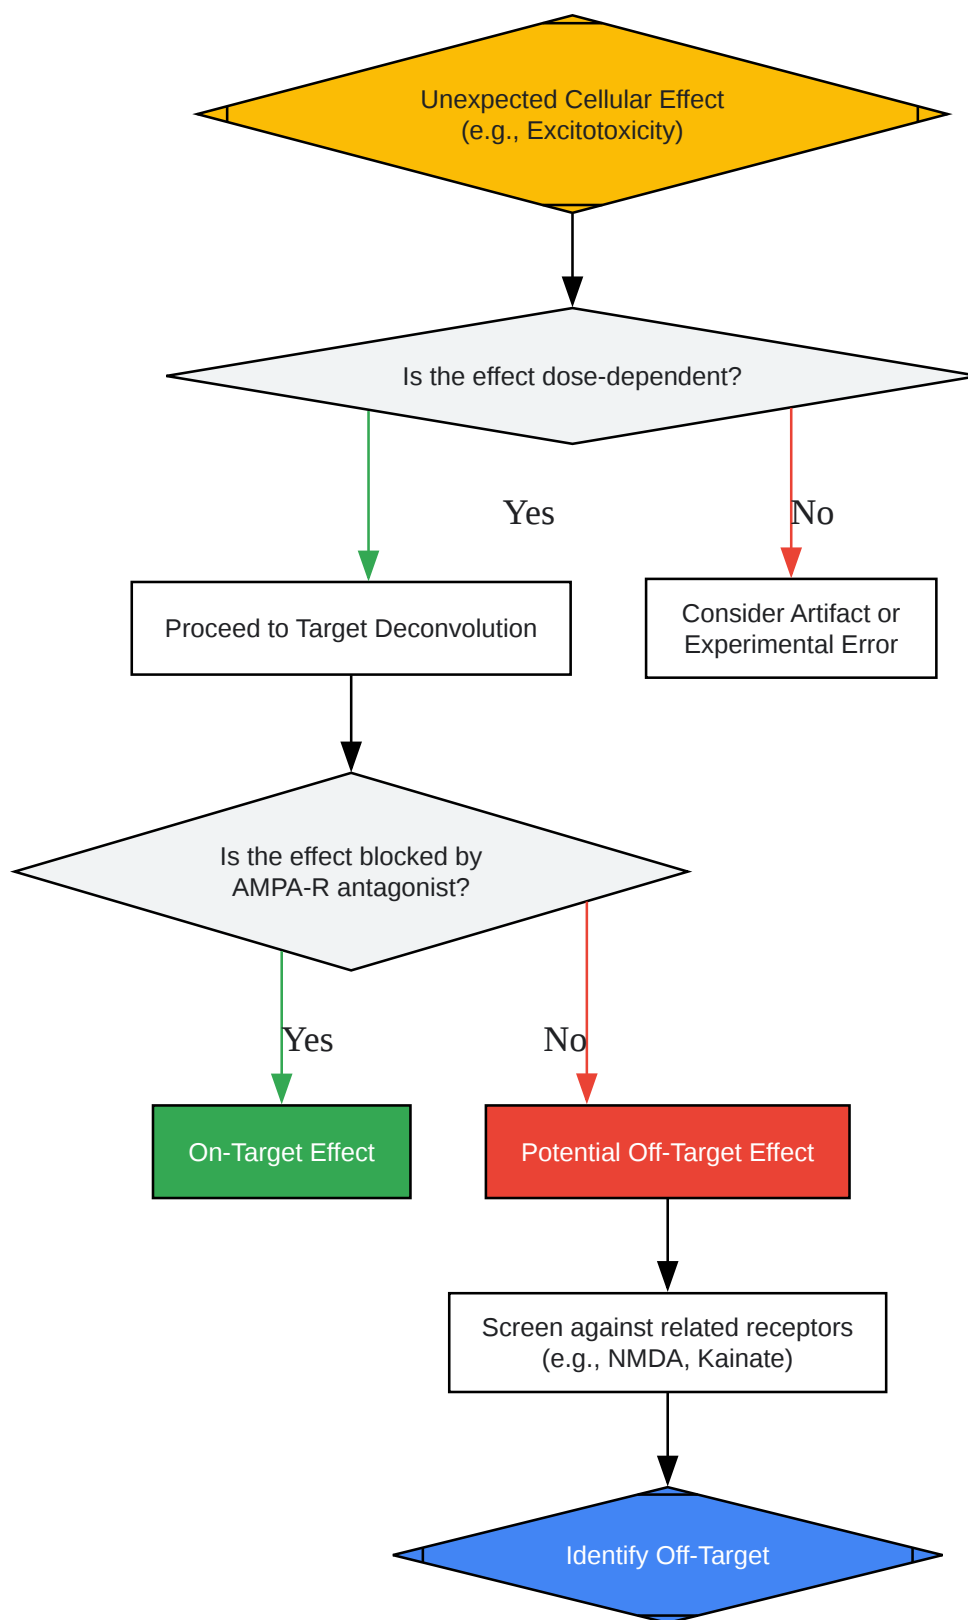 Unexpected Cellular Effect
(e.g., Excitotoxicity)
Is the effect dose-dependent?
Yes
No
Proceed to Target Deconvolution
Consider Artifact or
Experimental Error
Is the effect blocked by
AMPA-R antagonist?
Yes
No
On-Target Effect
Potential Off-Target Effect
Screen against related receptors
(e.g., NMDA, Kainate)
Identify Off-Target